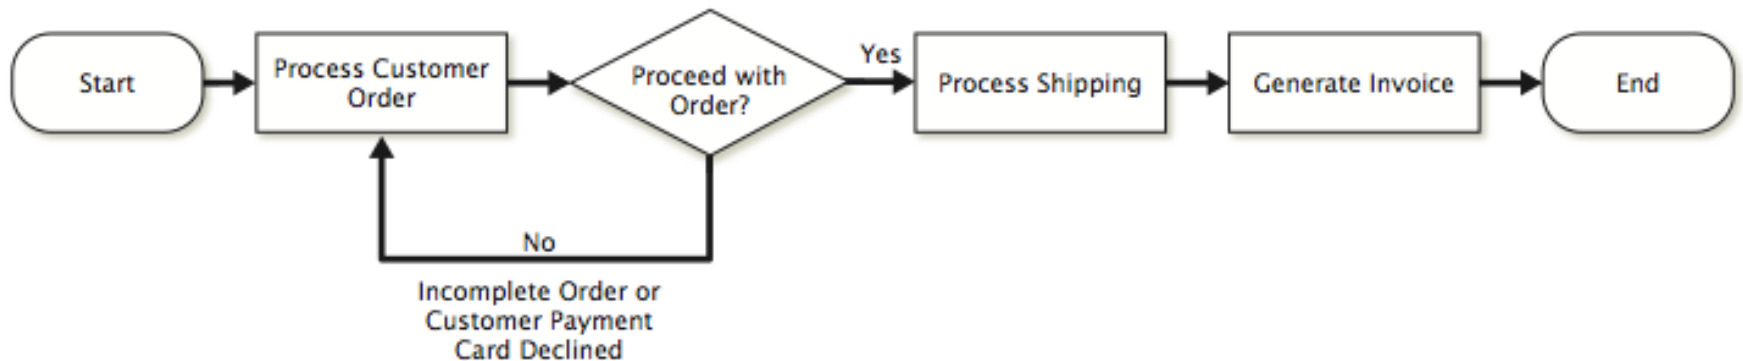 Start
Process Customer
Order
Proceed with
Order?
Yes
Process Shipping
Generate Invoice
End
No
Incomplete Order or
Customer Payment
Card Declined